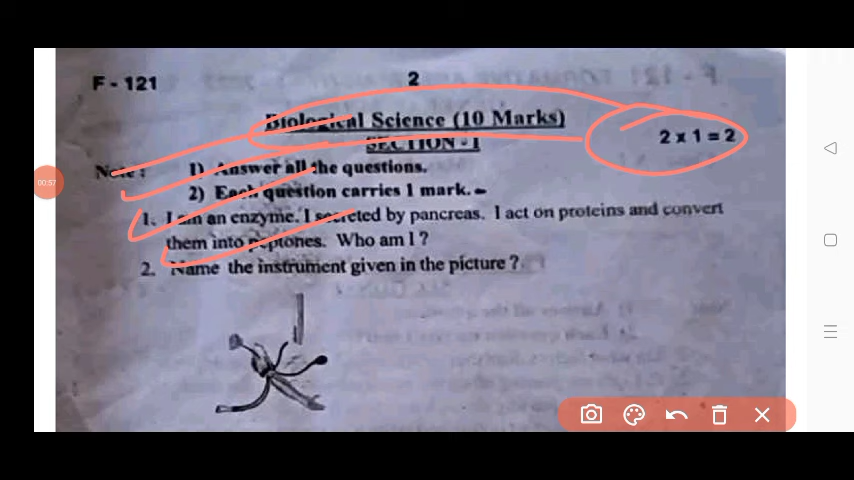 F - 121
2
Biological Science (10 Marks)
SECTION - I
2 x 1 = 2
Note : 1) Answer all the questions.
2) Each question carries 1 mark.
1. I am an enzyme. I secreted by pancreas. I act on proteins and convert
them into peptones. Who am I ?
2. Name the instrument given in the picture ?
00:57